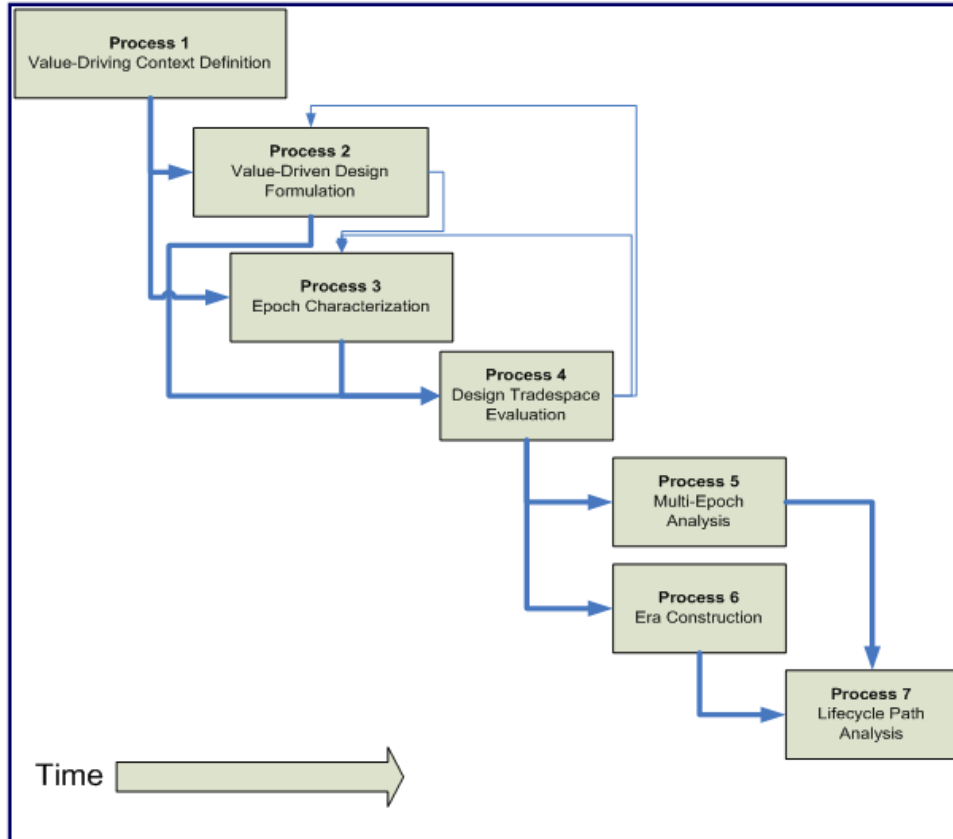 Process 1
Value-Driving Context Definition
Process 2
Value-Driven Design
Formulation
Process 3
Epoch Characterization
Process 4
Design Tradespace
Evaluation
Process 5
Multi-Epoch
Analysis
Process 6
Era Construction
Process 7
Lifecycle Path
Analysis
Time